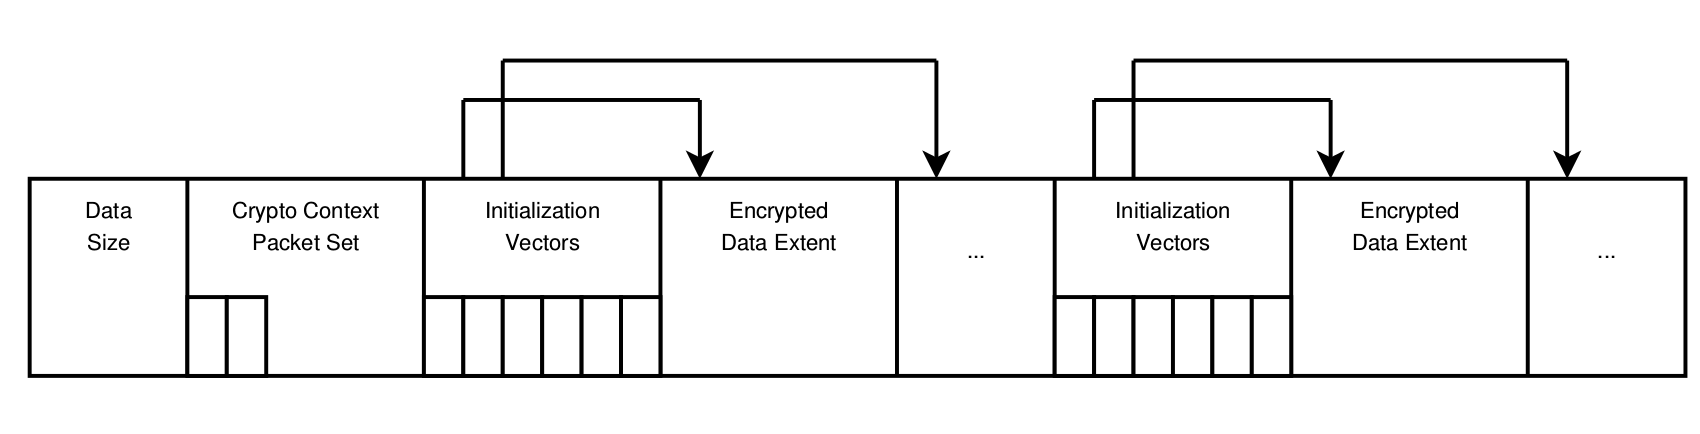 Data
Size
Crypto Context
Packet Set
Initialization
Vectors
Encrypted
Data Extent
...
Initialization
Vectors
Encrypted
Data Extent
...